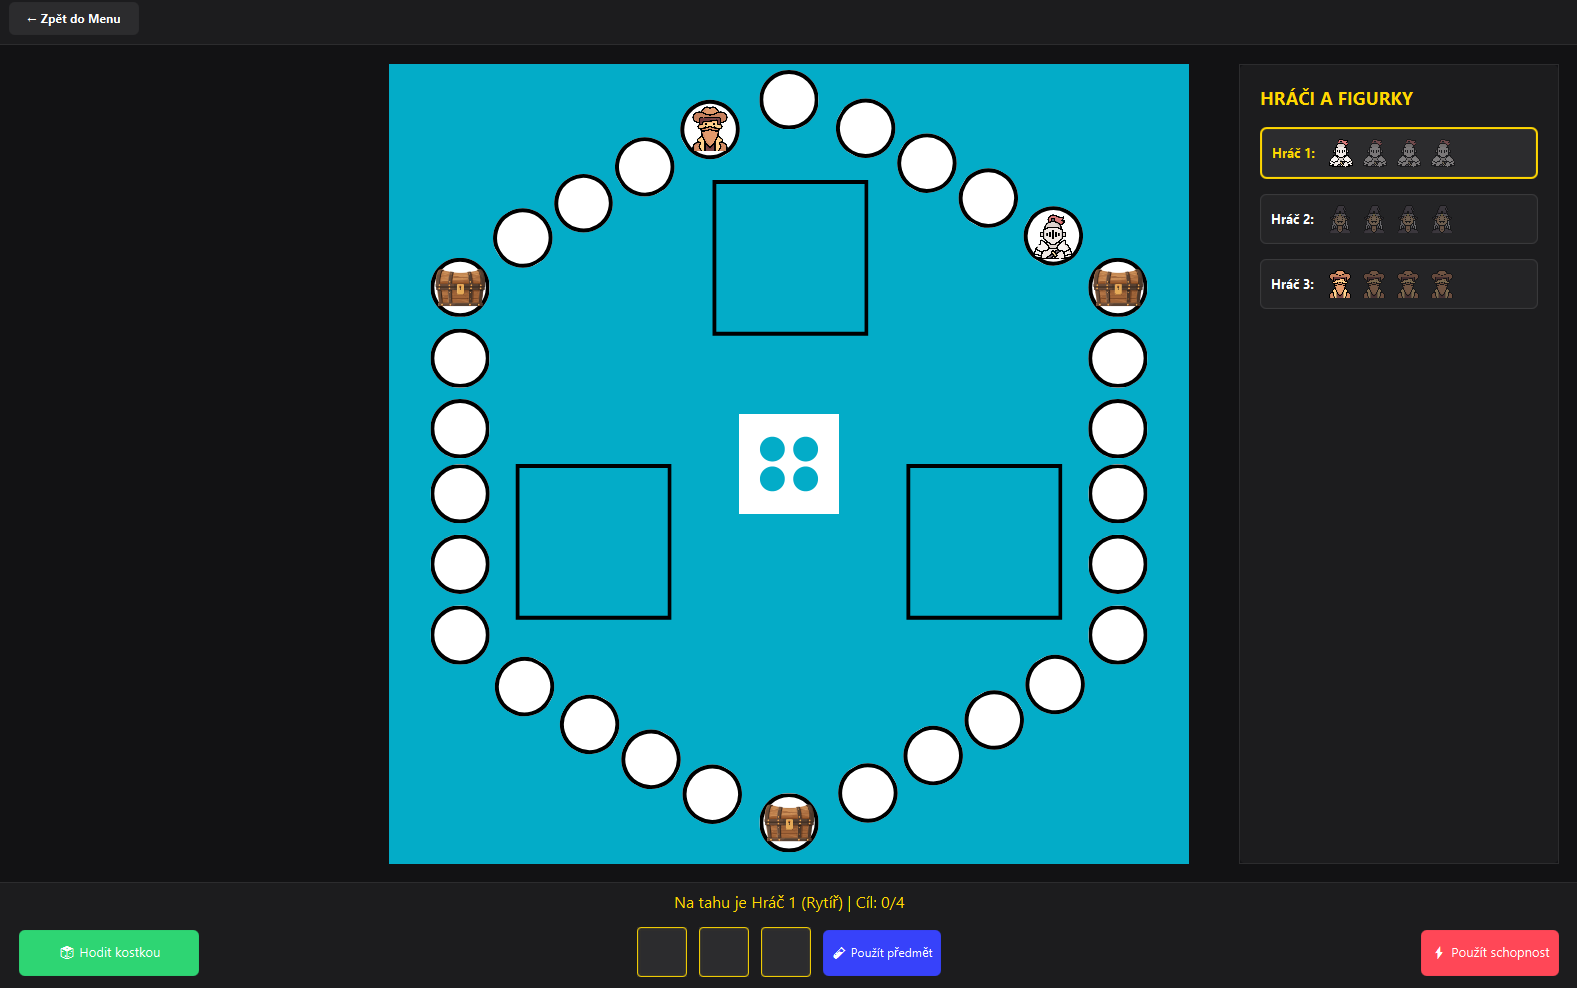 ← Zpět do Menu
HRÁČI A FIGURKY
Hráč 1:
Hráč 2:
Hráč 3:
Na tahu je Hráč 1 (Rytíř) | Cíl: 0/4
Hodit kostkou
Použít předmět
Použít schopnost